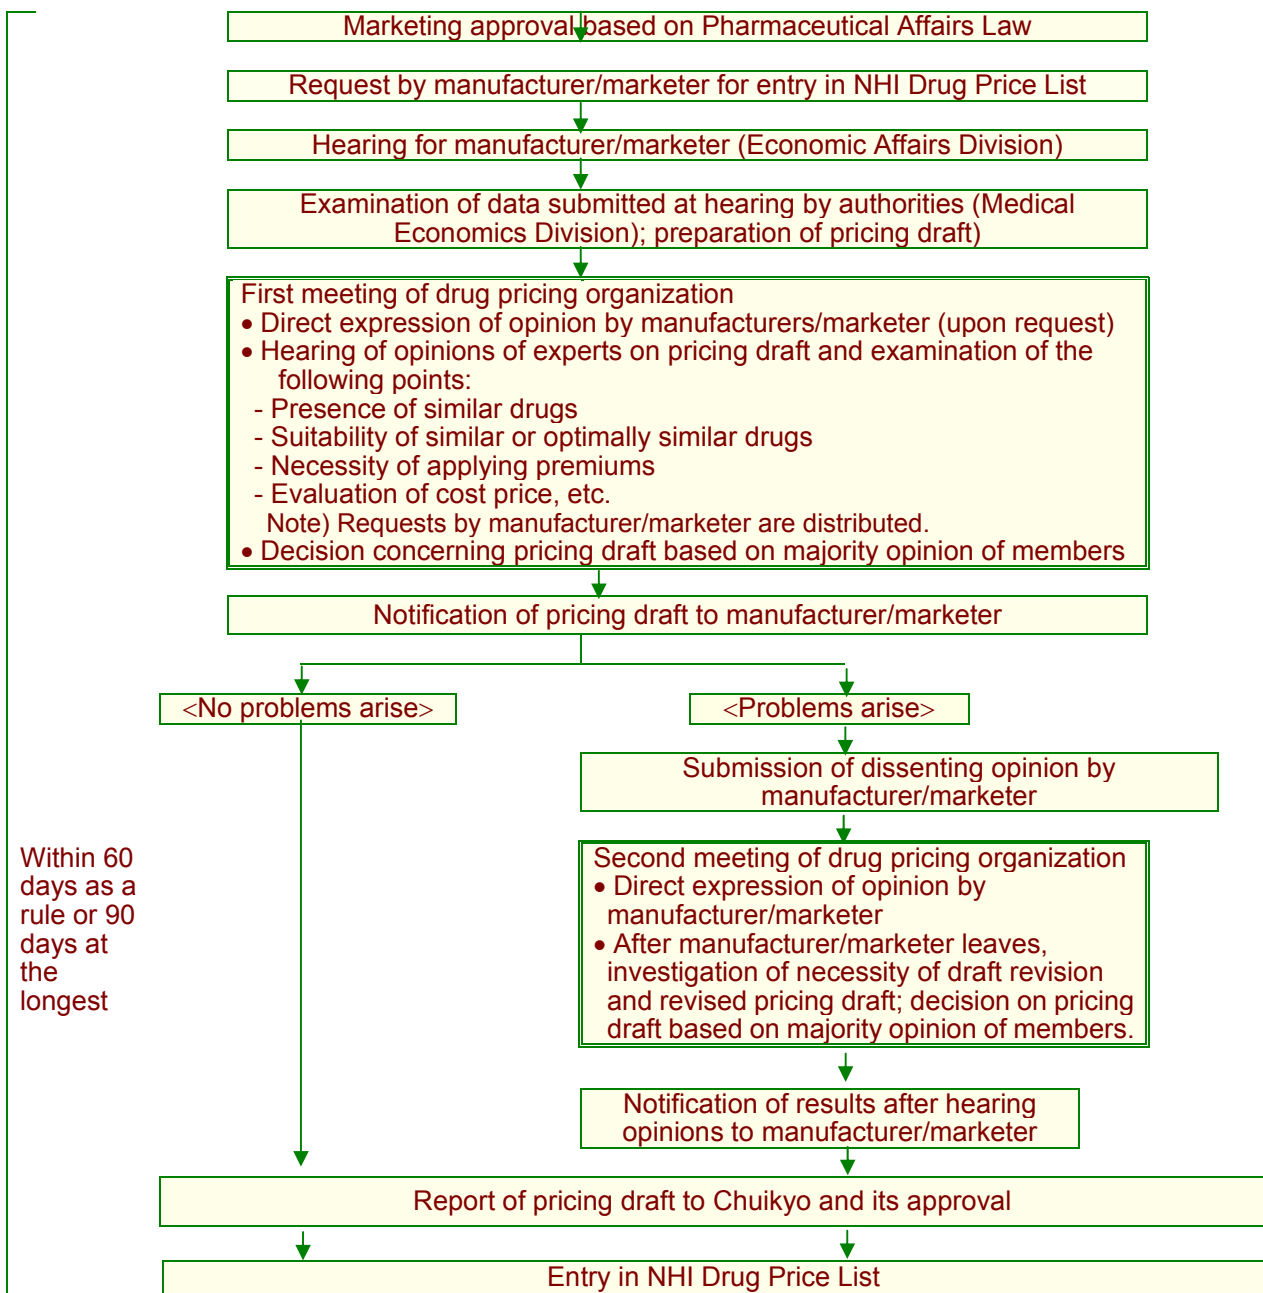 Marketing approval based on Pharmaceutical Affairs Law
Request by manufacturer/marketer for entry in NHI Drug Price List
Hearing for manufacturer/marketer (Economic Affairs Division)
Examination of data submitted at hearing by authorities (Medical
Economics Division); preparation of pricing draft)
First meeting of drug pricing organization
• Direct expression of opinion by manufacturers/marketer (upon request)
• Hearing of opinions of experts on pricing draft and examination of the
following points:
- Presence of similar drugs
- Suitability of similar or optimally similar drugs
- Necessity of applying premiums
- Evaluation of cost price, etc.
Note) Requests by manufacturer/marketer are distributed.
• Decision concerning pricing draft based on majority opinion of members
Notification of pricing draft to manufacturer/marketer
<No problems arise>
<Problems arise>
Submission of dissenting opinion by
manufacturer/marketer
Within 60
days as a
rule or 90
days at
the
longest
Second meeting of drug pricing organization
• Direct expression of opinion by
manufacturer/marketer
• After manufacturer/marketer leaves,
investigation of necessity of draft revision
and revised pricing draft; decision on pricing
draft based on majority opinion of members.
Notification of results after hearing
opinions to manufacturer/marketer
Report of pricing draft to Chuikyo and its approval
Entry in NHI Drug Price List